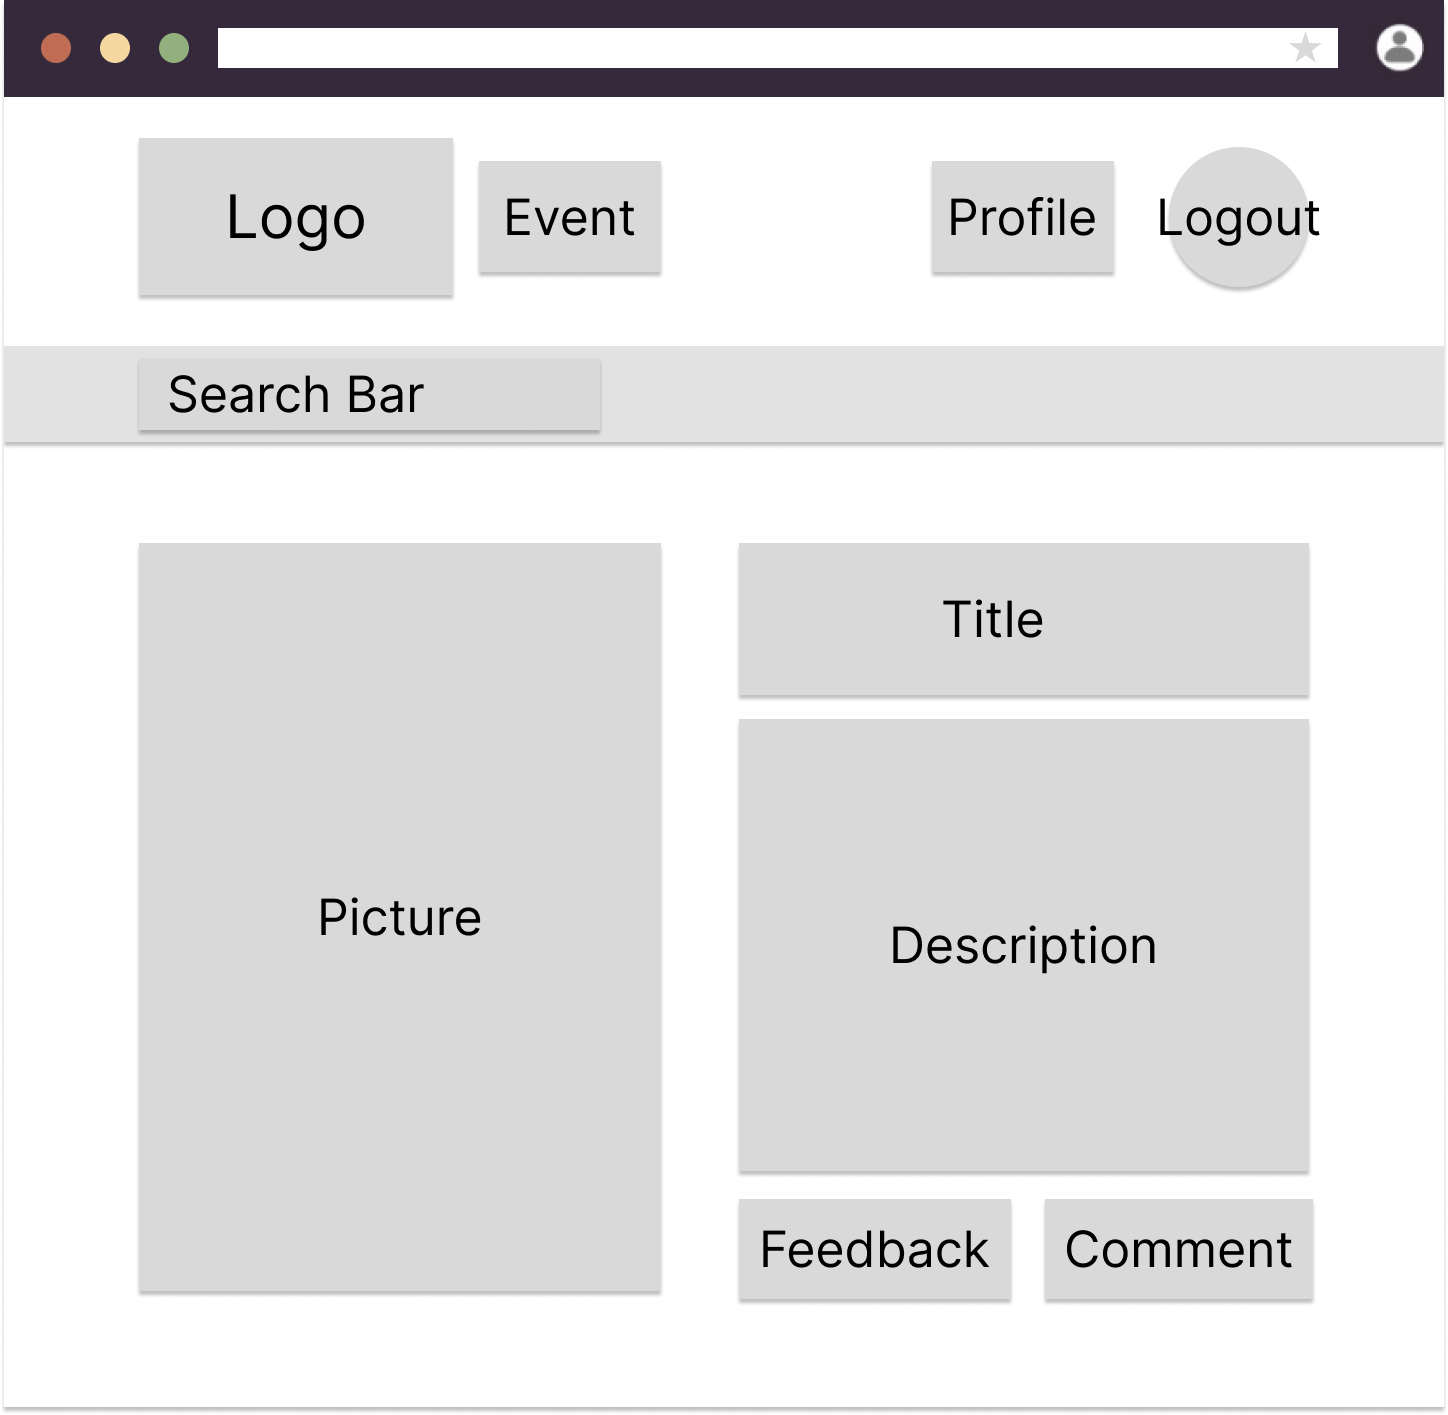 Logo
Event
Profile
Logout
Search Bar
Picture
Title
Description
Feedback
Comment